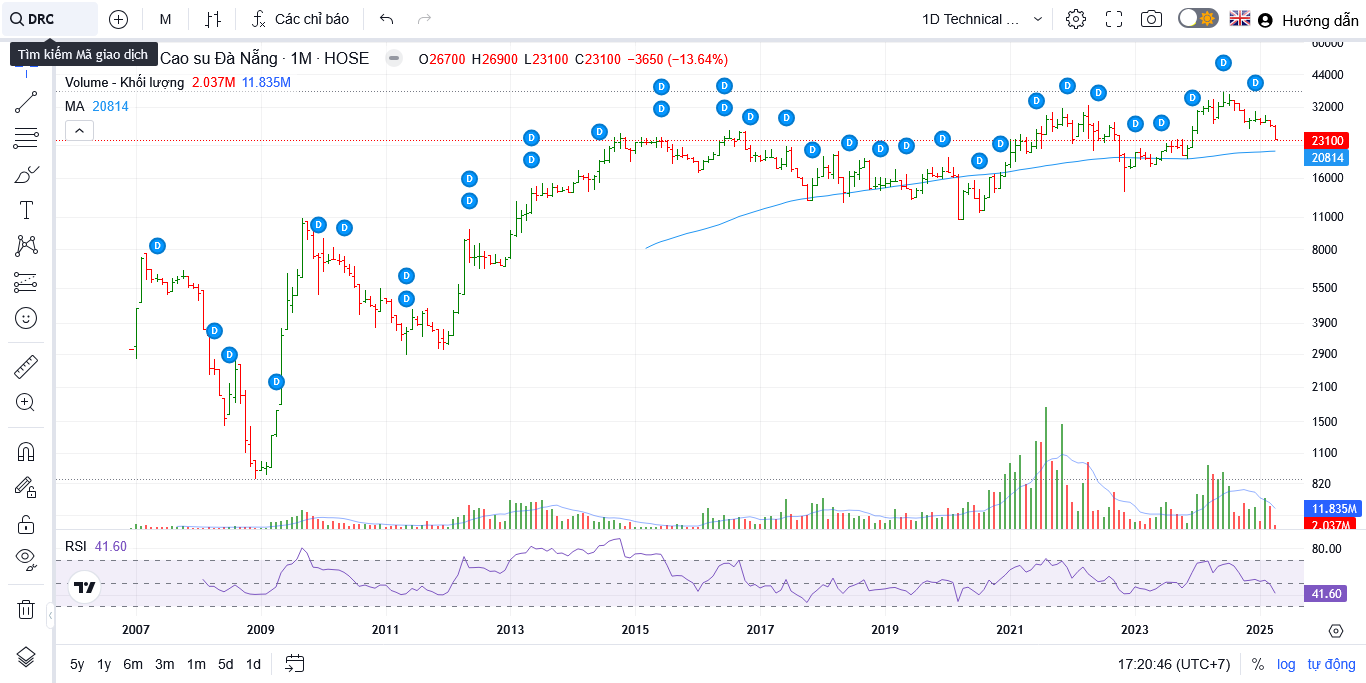 DRC
M
Các chỉ báo
1D Technical ...
Hướng dẫn
Tìm kiếm Mã giao dịch
Cao su Đà Nẵng · 1M · HOSE
O26700 H26900 L23100 C23100 −3650 (−13.64%)
Volume - Khối lượng 2.037M 11.835M
MA 20814
D D D D D D D D D D D D D D D D D D D D D D D D D D D D D D D D D D D
60000
44000
32000
23100
20814
16000
11000
8000
5500
3900
2900
2100
1500
1100
820
11.835M
2.037M
RSI 41.60
80.00
41.60
2007 2009 2011 2013 2015 2017 2019 2021 2023 2025
5y 1y 6m 3m 1m 5d 1d
17:20:46 (UTC+7) % log tự động